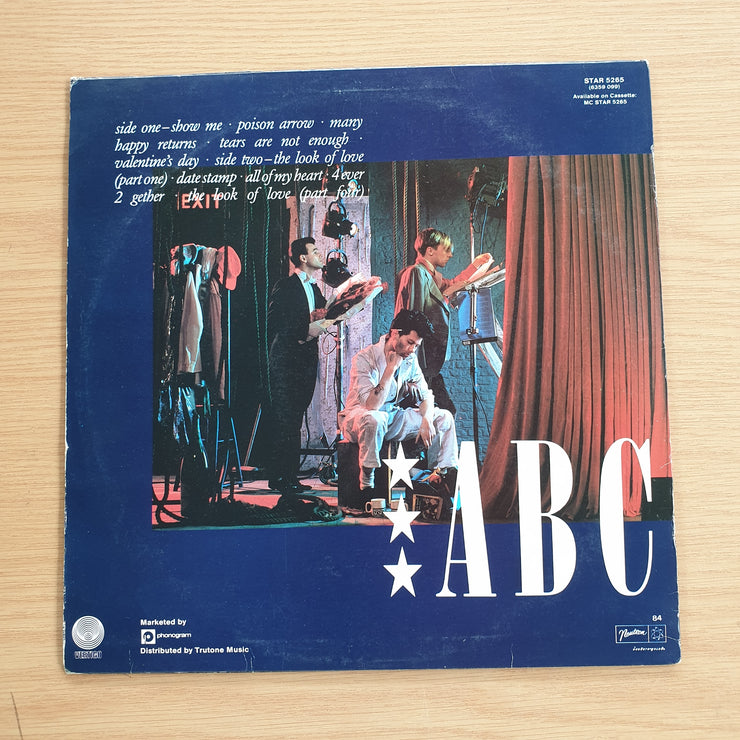 STAR 5265
(6359 099)
Available on Cassette:
MC STAR 5265
side one–show me · poison arrow · many
happy returns · tears are not enough ·
valentine's day · side two–the look of love
(part one) · date stamp · all of my heart · 4 ever
2 gether · the look of love (part four)
EXIT
ABC
Marketed by
phonogram
Distributed by Trutone Music
VERTIGO
84
Neutron